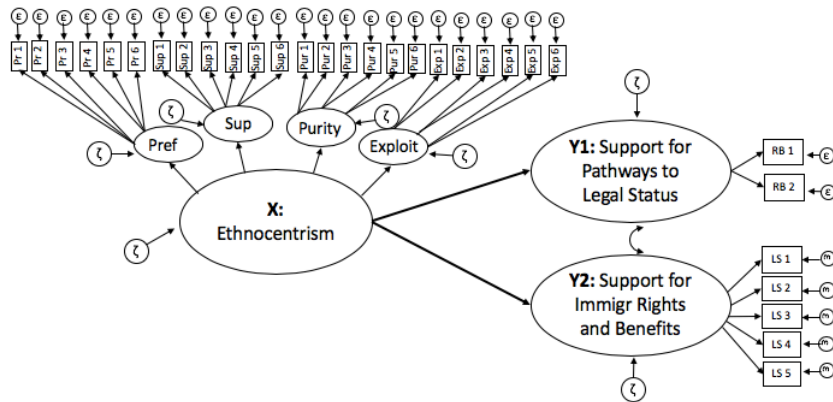 ε ε ε ε ε ε ε ε ε ε ε ε ε ε ε ε ε ε ε ε ε ε ε ε
Pr 1 Pr 2 Pr 3 Pr 4 Pr 5 Pr 6 Sup 1 Sup 2 Sup 3 Sup 4 Sup 5 Sup 6 Pur 1 Pur 2 Pur 3 Pur 4 Pur 5 Pur 6 Exp 1 Exp 2 Exp 3 Exp 4 Exp 5 Exp 6
ζ Sup Purity ε
ζ Pref Exploit ζ
X:
Ethnocentrism
ζ
ζ
Y1: Support for
Pathways to
Legal Status
RB 1 ε
RB 2 ε
Y2: Support for
Immigr Rights
and Benefits
LS 1 ε
LS 2 ε
LS 3 ε
LS 4 ε
LS 5 ε
ζ